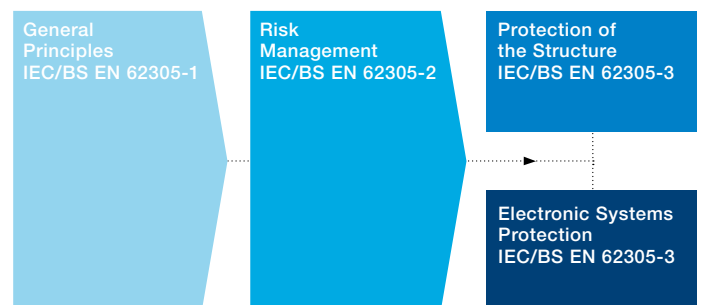 General
Principles
IEC/BS EN 62305-1
Risk
Management
IEC/BS EN 62305-2
Protection of
the Structure
IEC/BS EN 62305-3
Electronic Systems
Protection
IEC/BS EN 62305-3